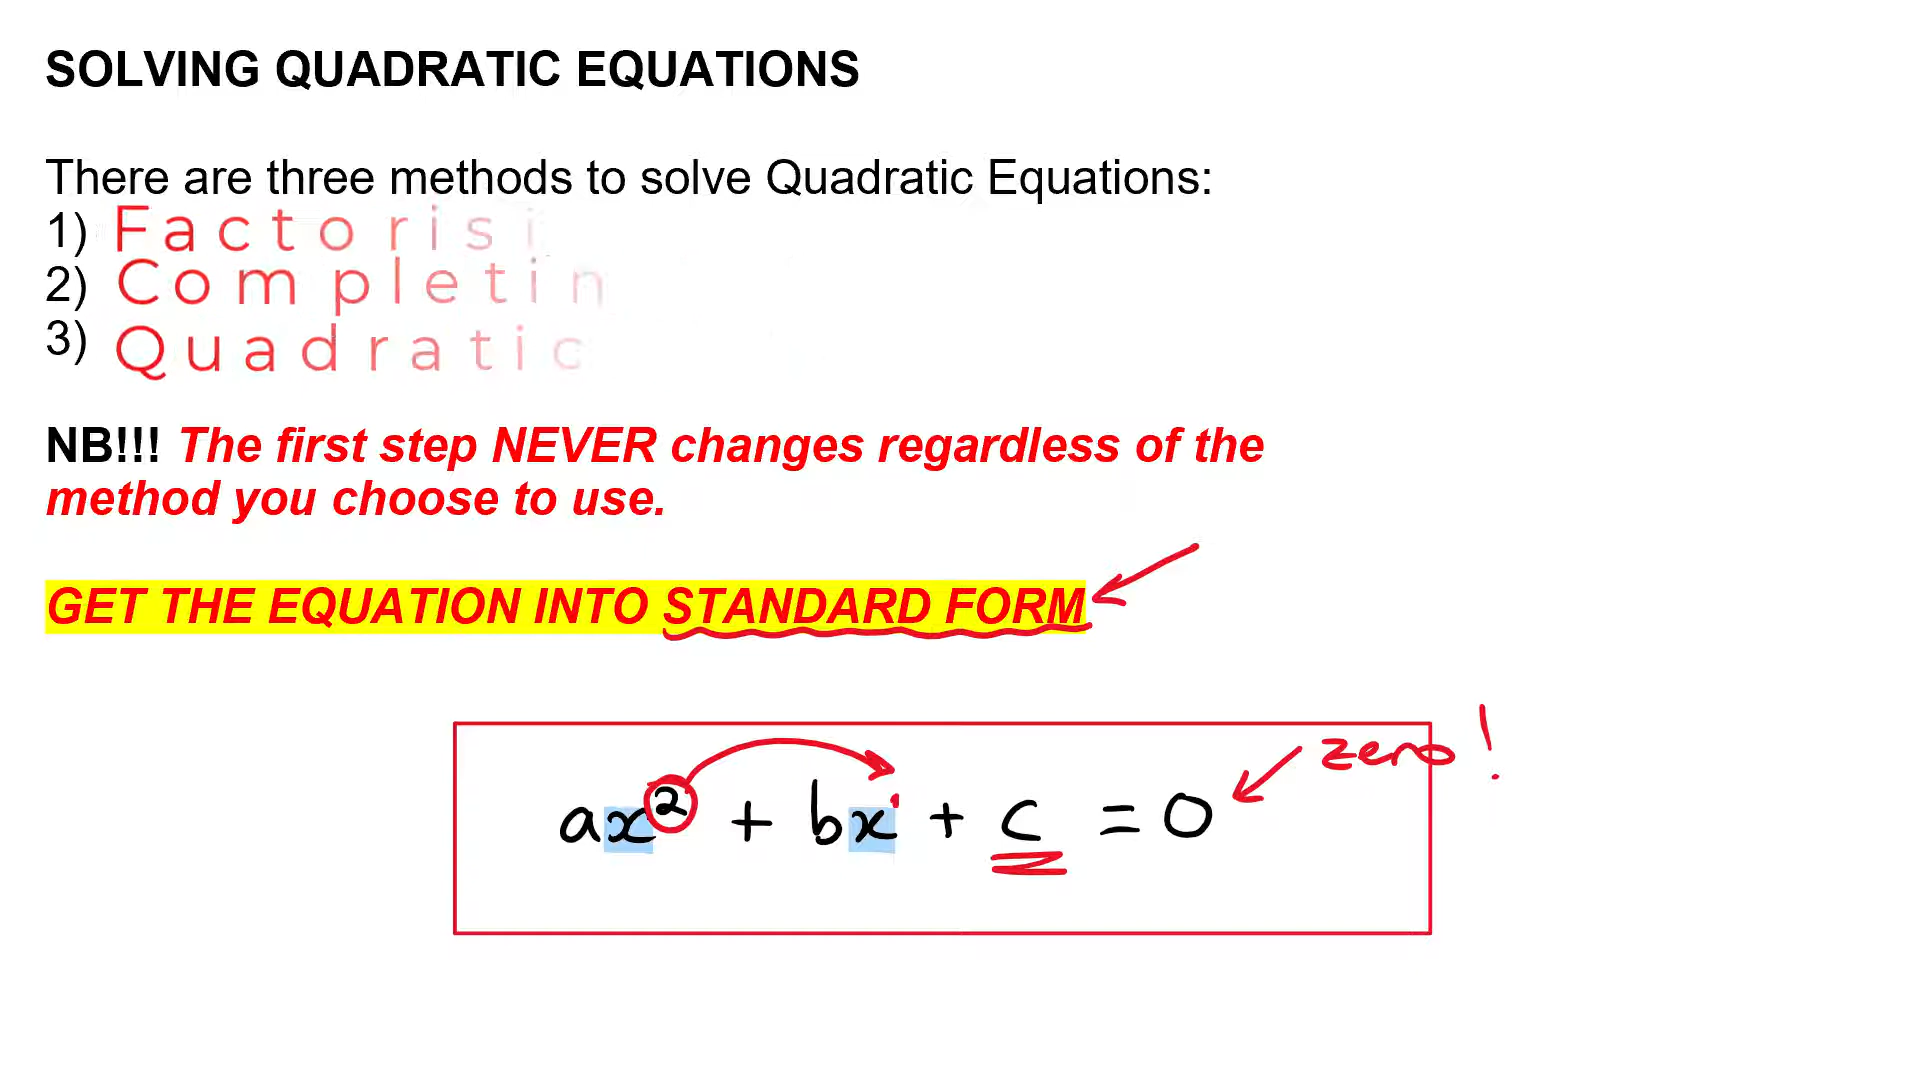 SOLVING QUADRATIC EQUATIONS
There are three methods to solve Quadratic Equations:
1) Factorisi
2) Completin
3) Quadratic
NB!!! The first step NEVER changes regardless of the
method you choose to use.
GET THE EQUATION INTO STANDARD FORM
zero!
ax² + bx¹ + c = 0